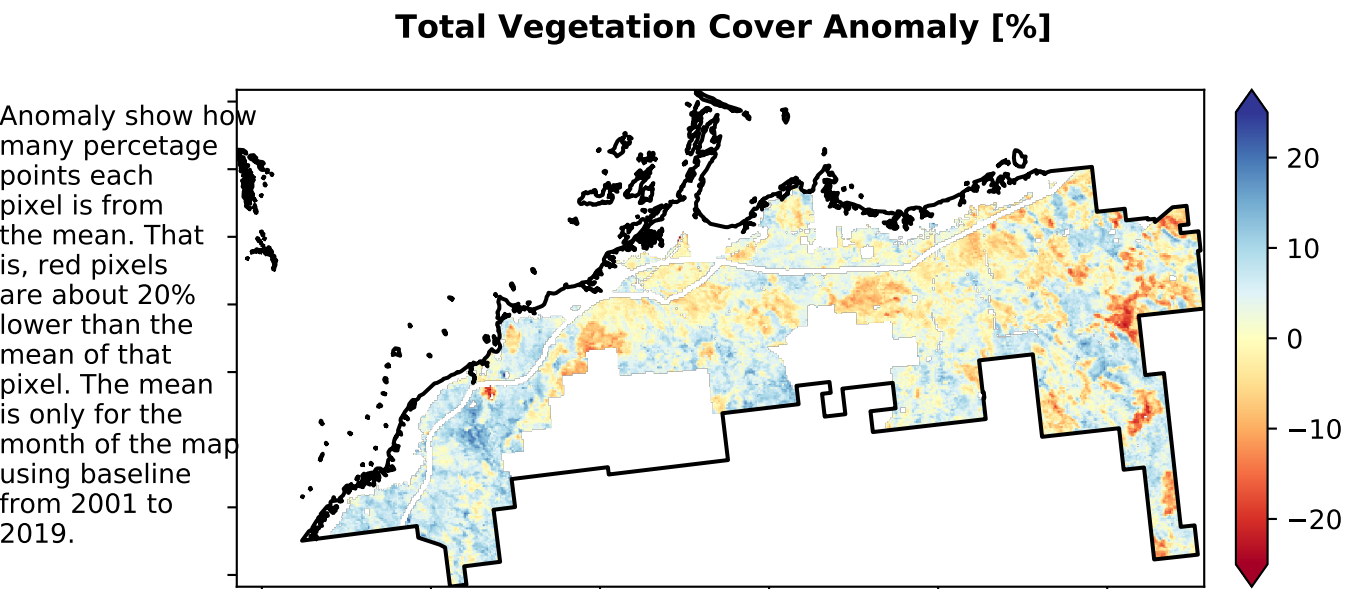 Total Vegetation Cover Anomaly [%]
Anomaly show how
many percetage
points each
pixel is from
the mean. That
is, red pixels
are about 20%
lower than the
mean of that
pixel. The mean
is only for the
month of the map
using baseline
from 2001 to
2019.
20
10
0
−10
−20